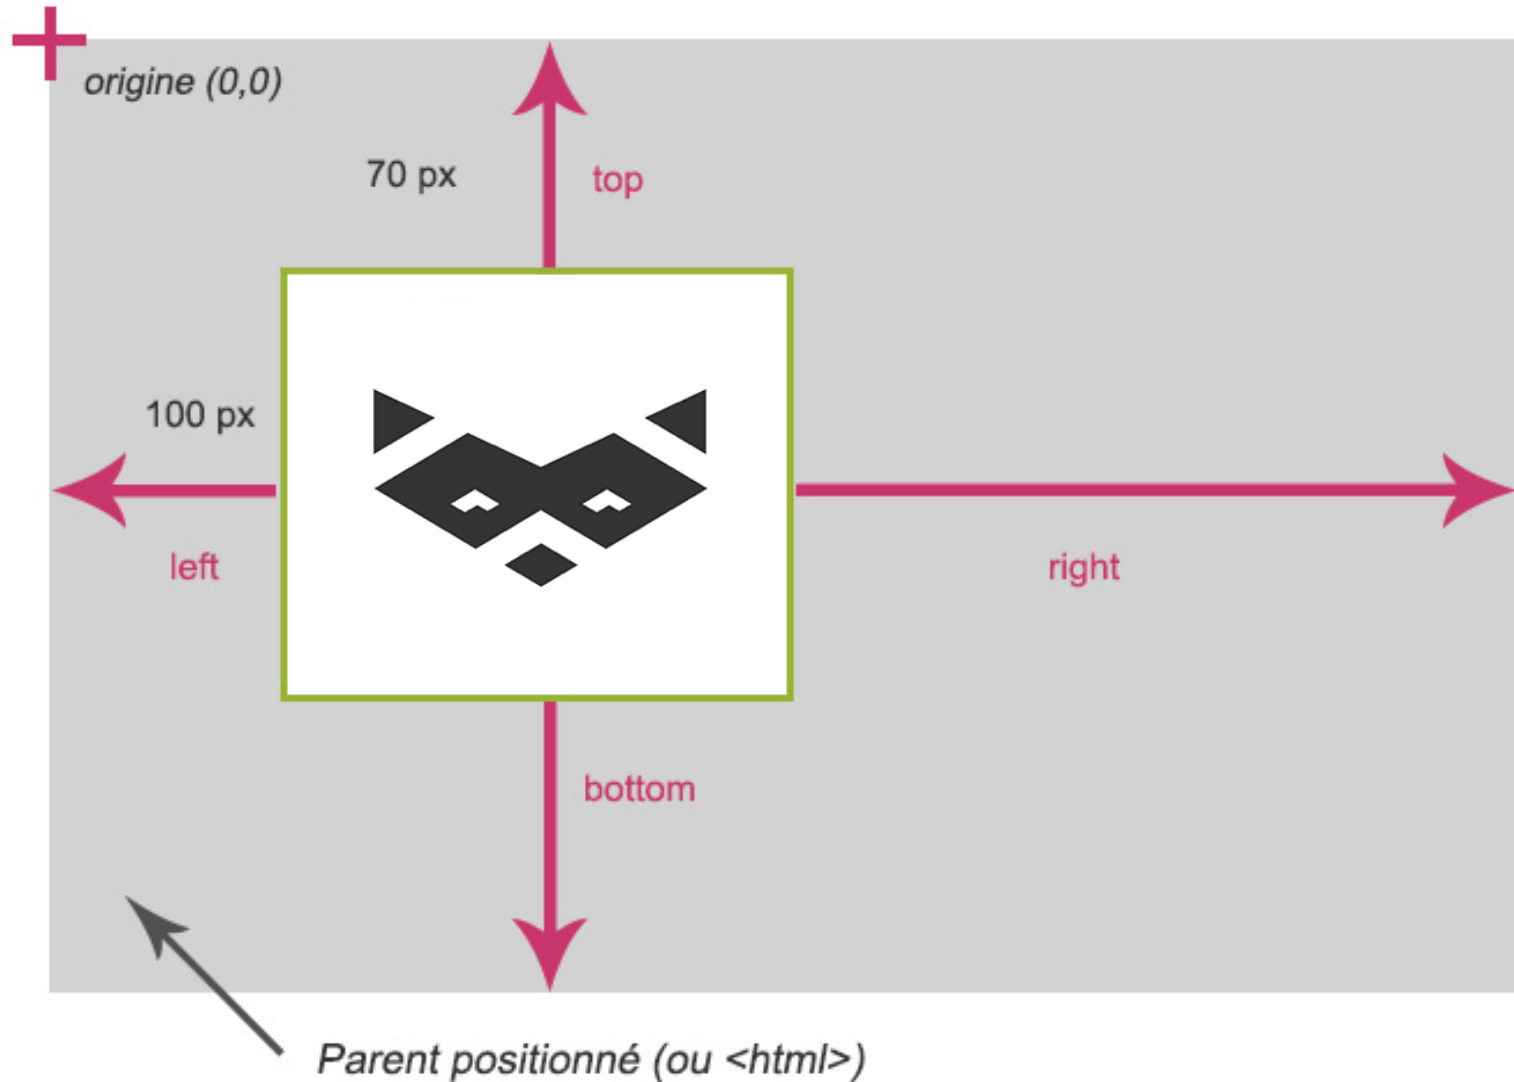 origine (0,0)
70 px
top
100 px
left
right
bottom
Parent positionné (ou <html>)